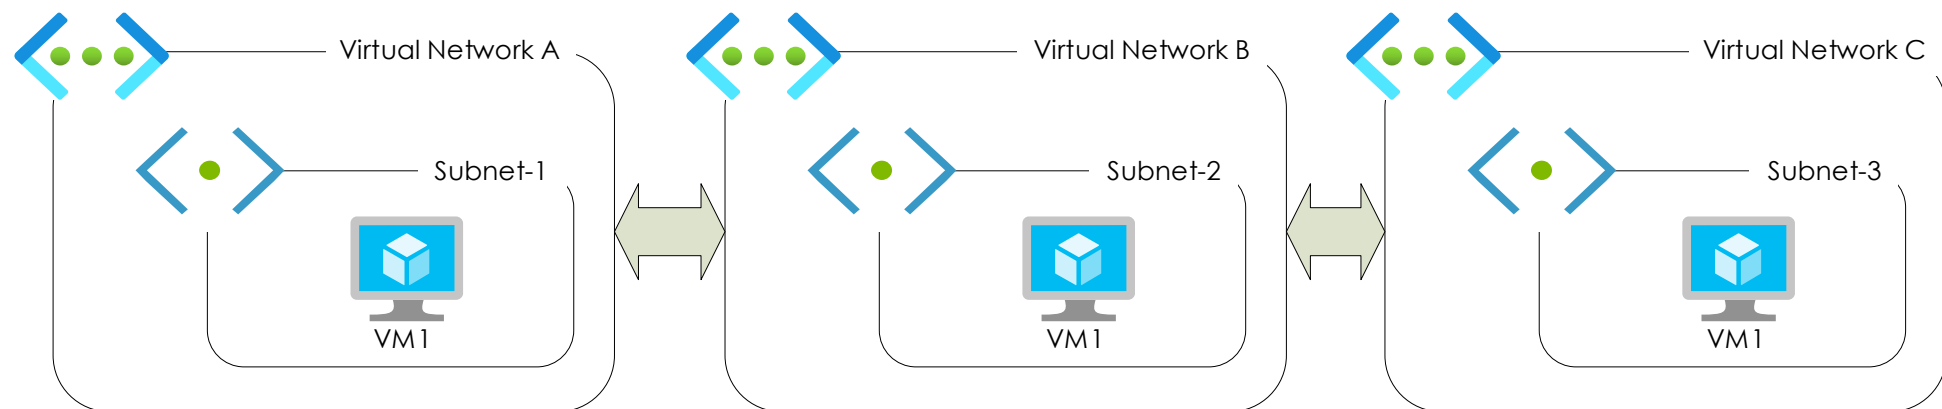 Virtual Network A
Virtual Network B
Virtual Network C
Subnet-1
Subnet-2
Subnet-3
VM1
VM1
VM1